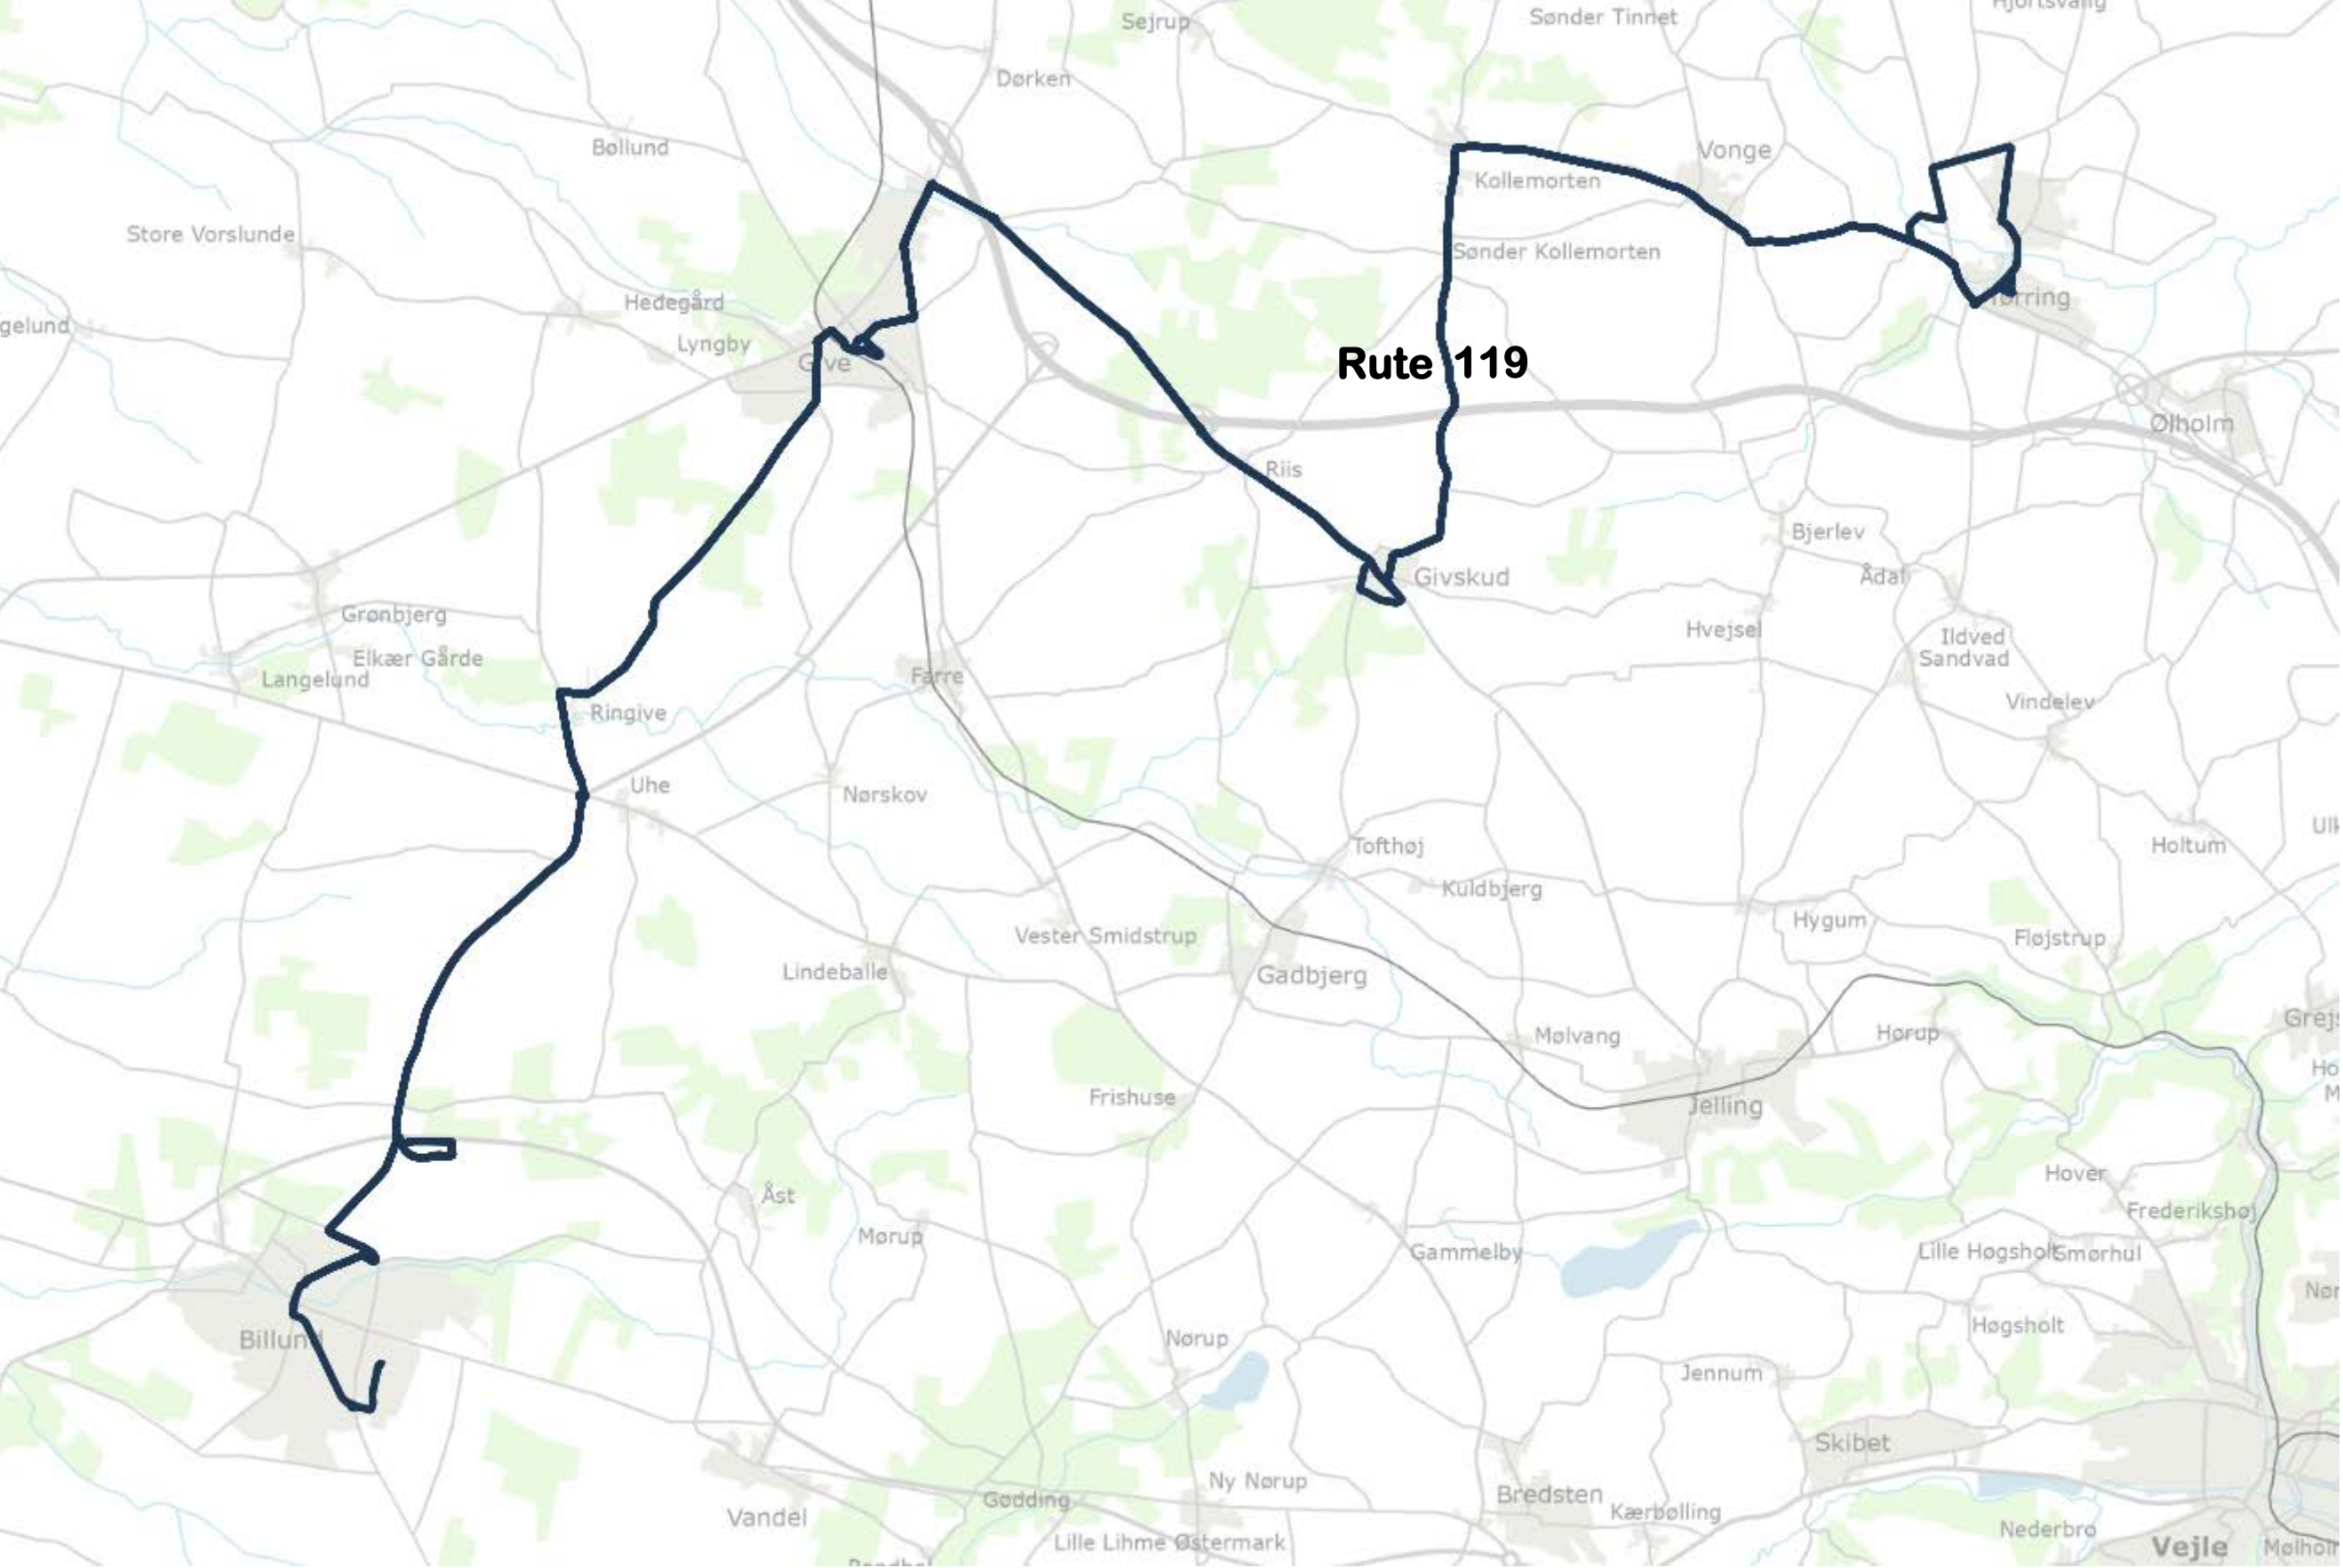 Sejrup
Sønder Tinnet
Dørken
Bøllund
Vonge
Kollemorten
Store Vorslunde
Sønder Kollemorten
Hedegård
gelund
Lyngby
Give
Rute 119
Ølholm
Riis
Bjerlev
Givskud
Ådal
Grønbjerg
Hvejsel
Ildved
Sandvad
Elkær Gårde
Langelund
Farre
Vindelev
Ringive
Uhe
Nørskov
Tofthøj
Holtum
Kuldbjerg
Hygum
Vester Smidstrup
Fløjstrup
Lindeballe
Gadbjerg
Mølvang
Hørup
Grejs
Frishuse
Jelling
Hover
Åst
Frederikshøj
Mørup
Gammelby
Lille Høgsholt
Smørhul
Billund
Nørup
Høgsholt
Jennum
Skibet
Ny Nørup
Bredsten
Gødding
Kærbølling
Vandel
Nederbro
Lille Lihme
Østermark
Vejle